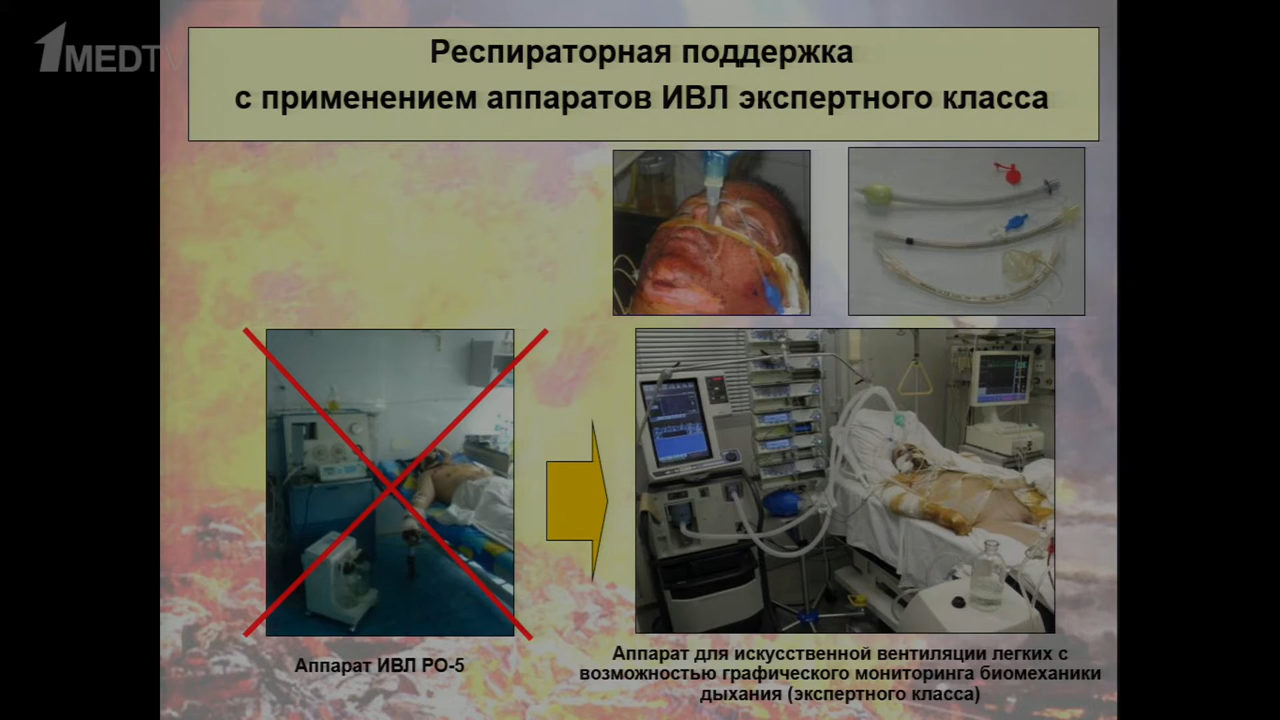 1MEDTV
Респираторная поддержка
с применением аппаратов ИВЛ экспертного класса
Аппарат ИВЛ РО-5
Аппарат для искусственной вентиляции легких с
возможностью графического мониторинга биомеханики
дыхания (экспертного класса)